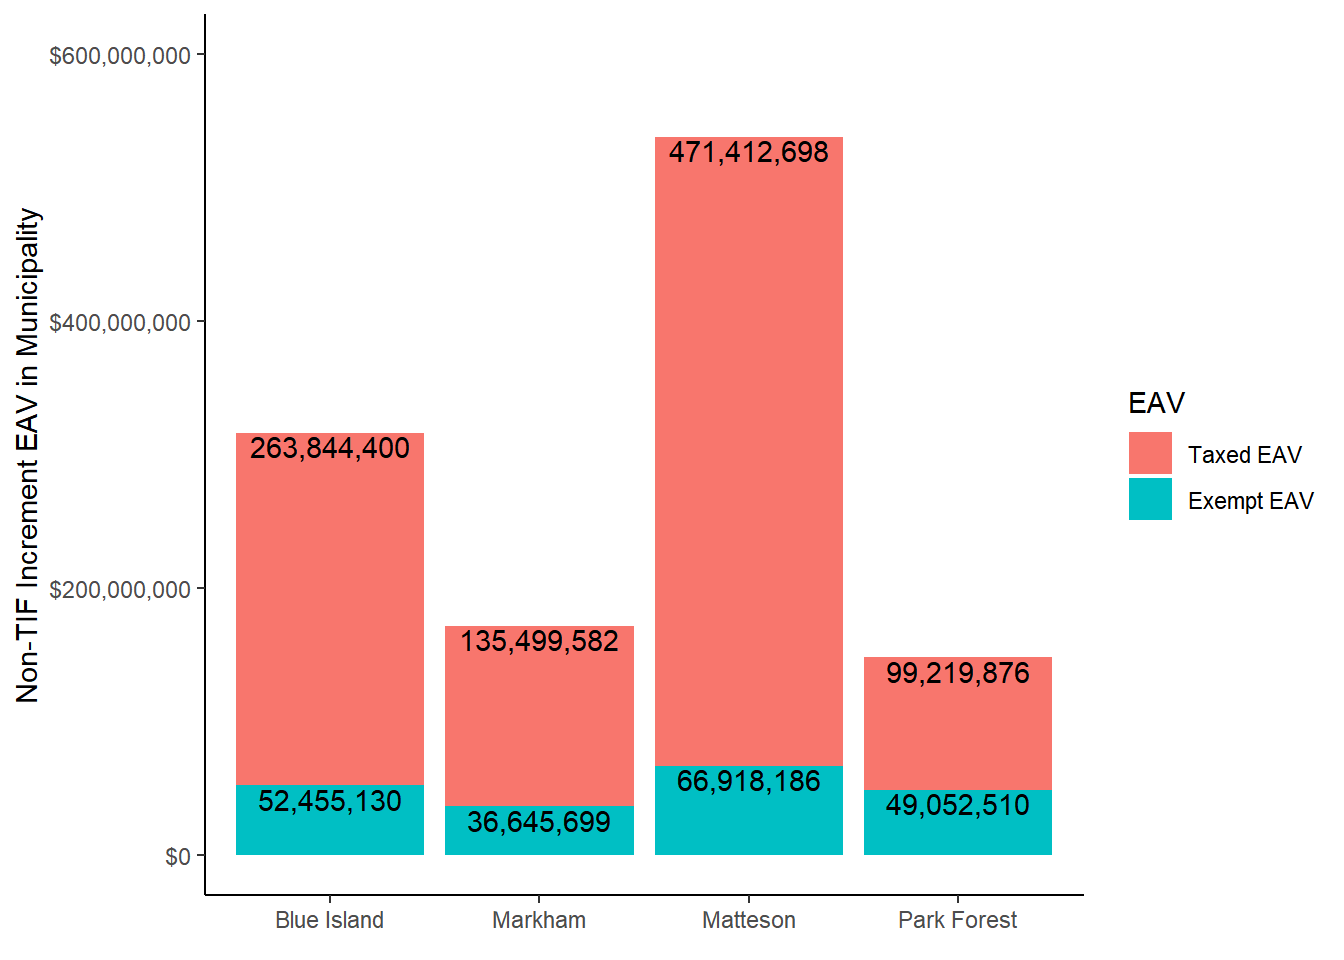 Non-TIF Increment EAV in Municipality
$600,000,000
$400,000,000
$200,000,000
$0
471,412,698
263,844,400
135,499,582
99,219,876
66,918,186
52,455,130
49,052,510
36,645,699
Blue Island
Markham
Matteson
Park Forest
EAV
Taxed EAV
Exempt EAV